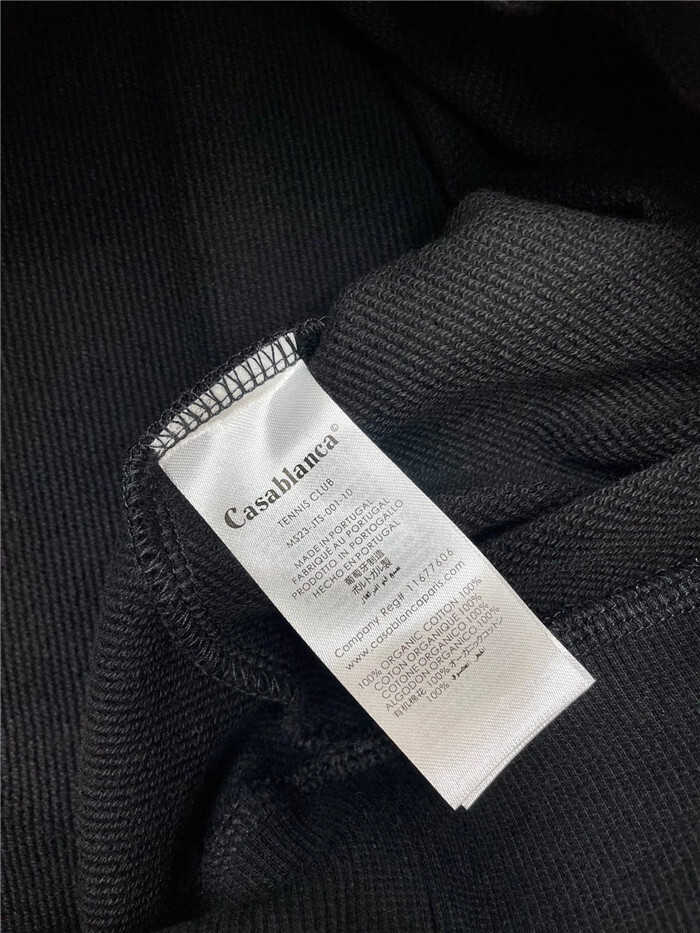 Casablanca©
TENNIS CLUB
MS23-JTS-001-10
MADE IN PORTUGAL
FABRIQUÉ AU PORTUGAL
PRODOTTO IN PORTOGALLO
HECHO EN PORTUGAL
葡萄牙制造
ポルトガル製
Company Reg# 11677606
www.casablancaparis.com
100% ORGANIC COTTON 100%
COTON ORGANIQUE 100%
COTONE ORGANICO 100%
ALGODON ORGANICO 100%
有机棉花 100% オーガニックコットン
100%